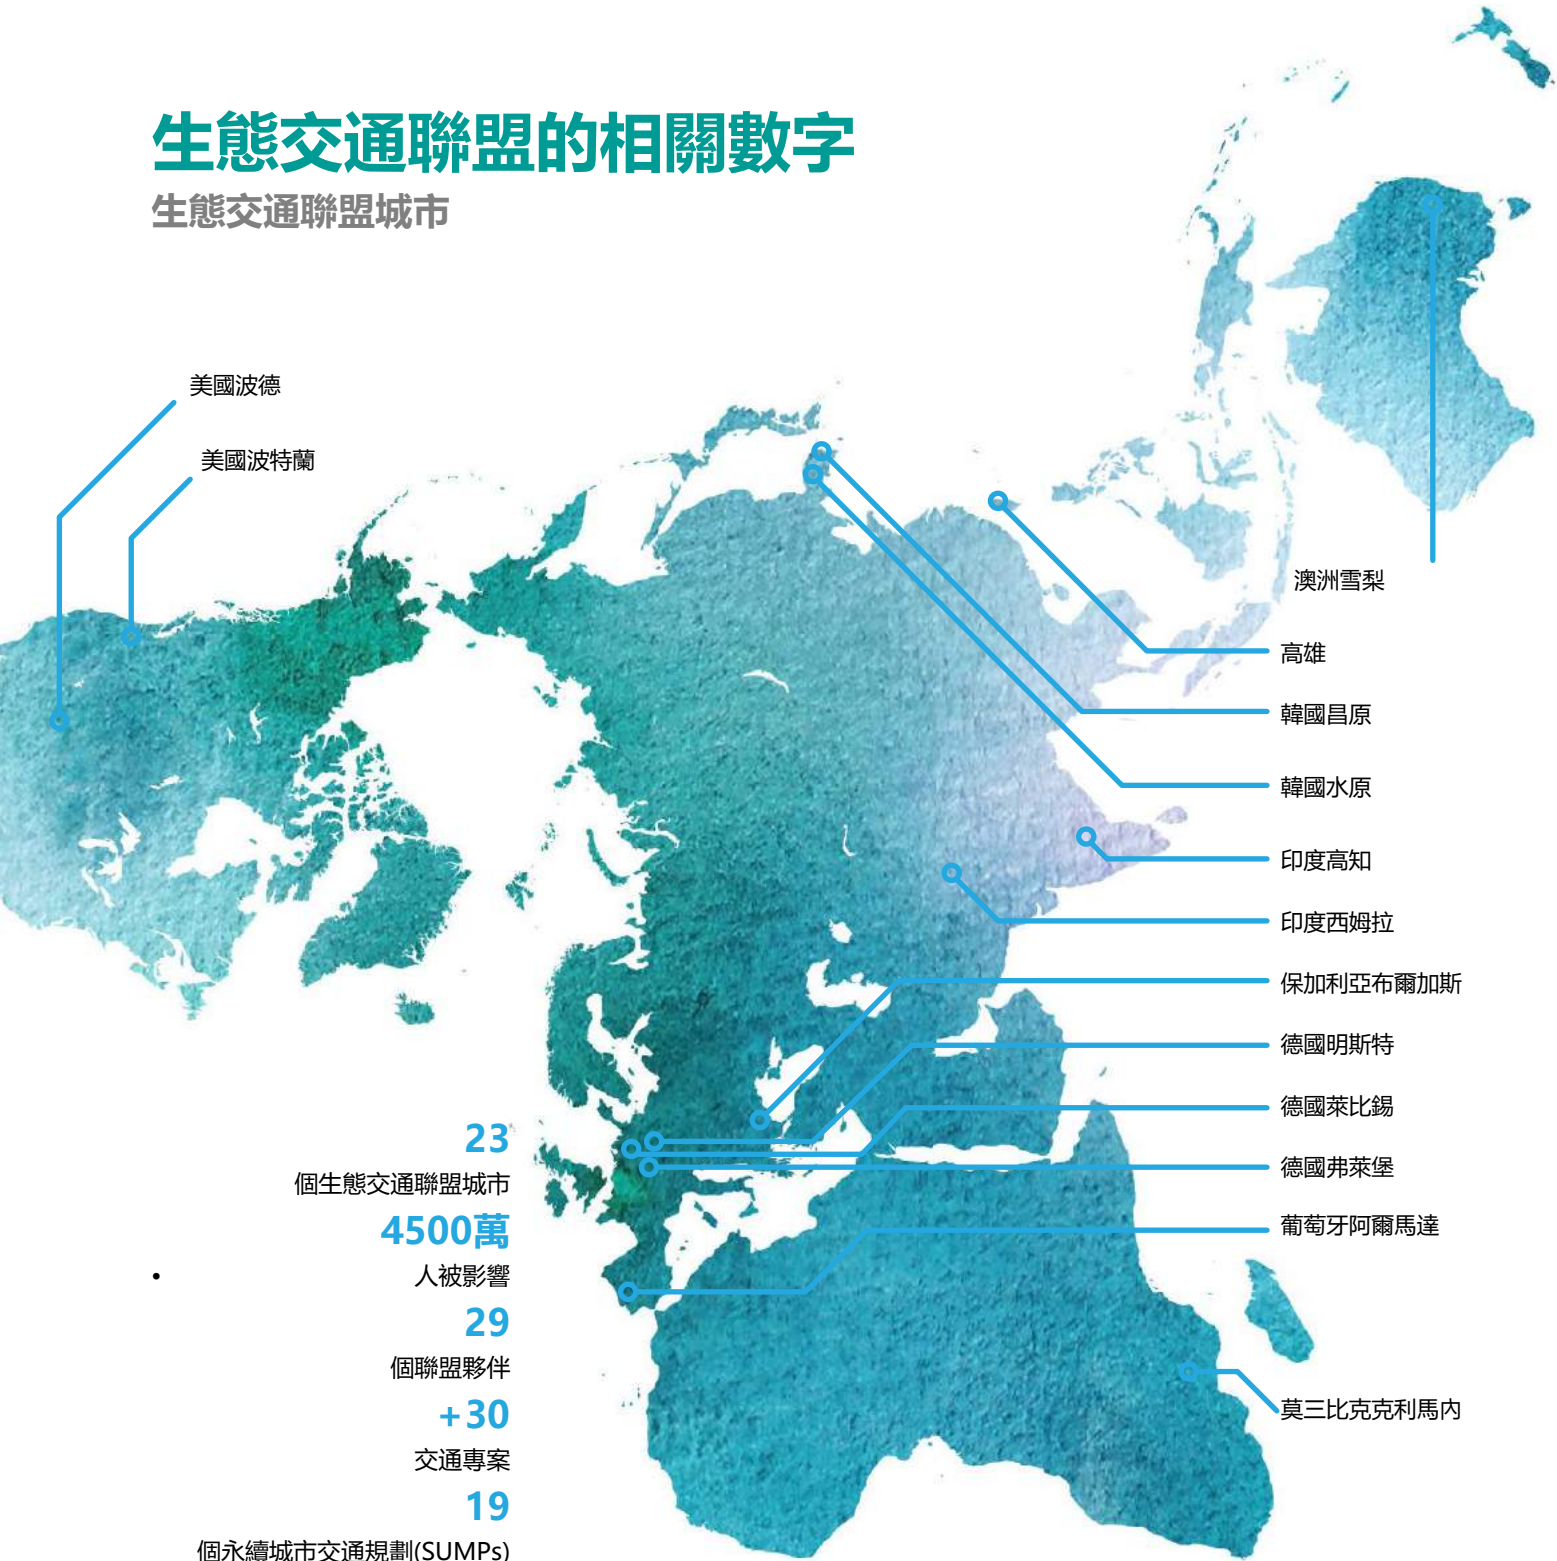 生態交通聯盟的相關數字
生態交通聯盟城市
美國波德
美國波特蘭
澳洲雪梨
高雄
韓國昌原
韓國水原
印度高知
印度西姆拉
保加利亞布爾加斯
德國明斯特
德國萊比錫
德國弗萊堡
葡萄牙阿爾馬達
莫三比克克利馬內
23
個生態交通聯盟城市
4500萬
• 人被影響
29
個聯盟夥伴
+30
交通專案
19
個永續城市交通規劃(SUMPs)